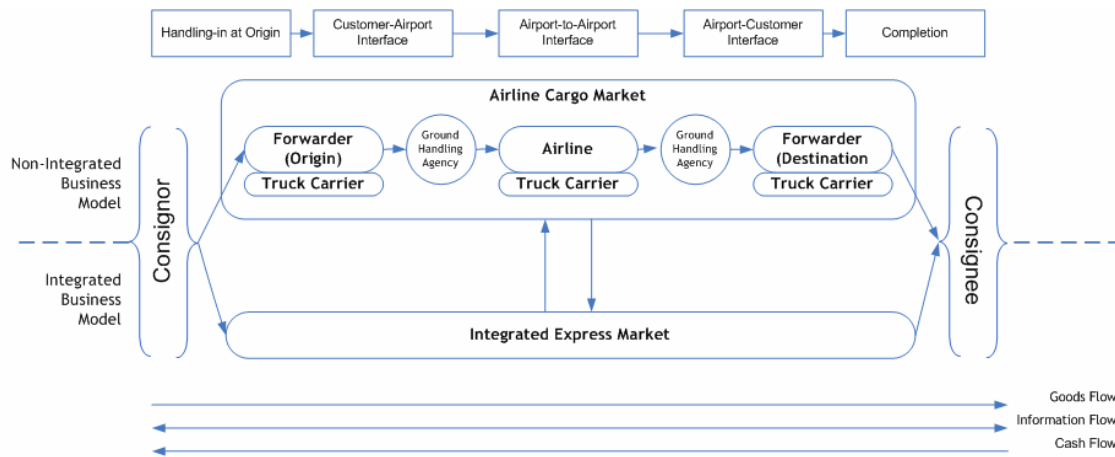 Handling-in at Origin
Customer-Airport
Interface
Airport-to-Airport
Interface
Airport-Customer
Interface
Completion
Airline Cargo Market
Forwarder
(Origin)
Truck Carrier
Ground
Handling
Agency
Airline
Truck Carrier
Ground
Handling
Agency
Forwarder
(Destination
Truck Carrier
Non-Integrated
Business
Model
Consignor
Consignee
Integrated
Business
Model
Integrated Express Market
Goods Flow
Information Flow
Cash Flow